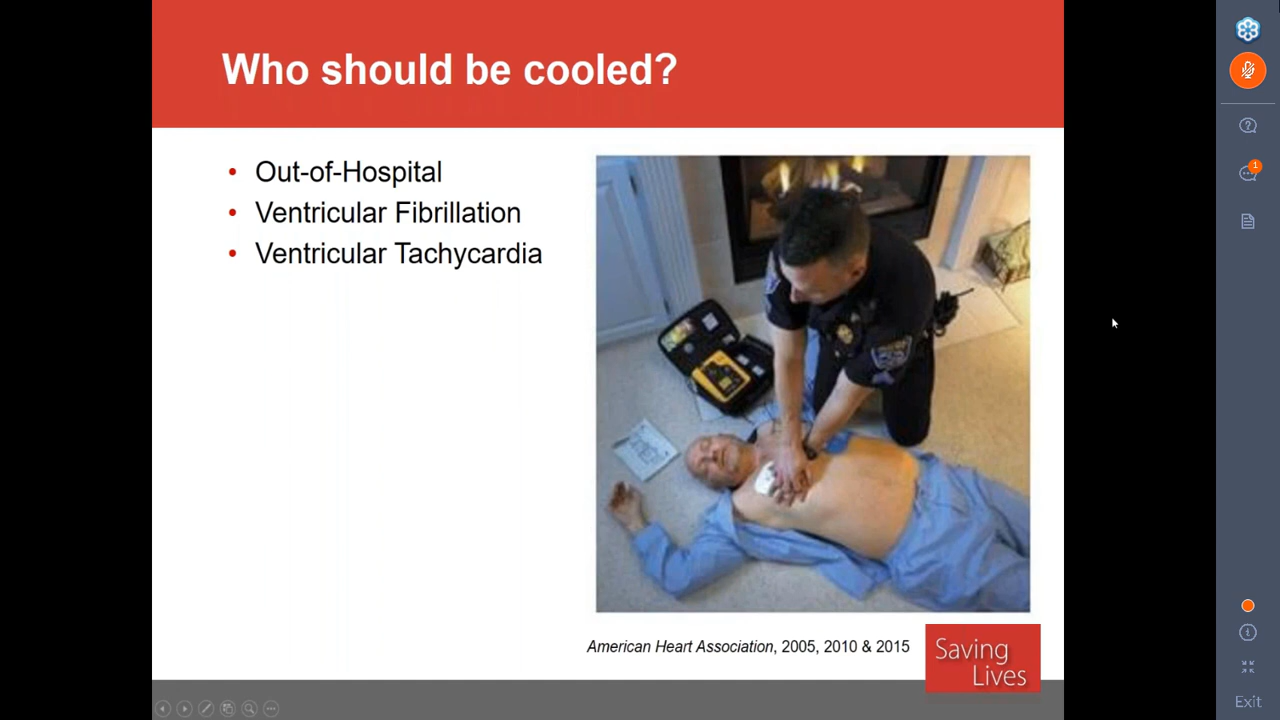 Who should be cooled?
• Out-of-Hospital
• Ventricular Fibrillation
• Ventricular Tachycardia
American Heart Association, 2005, 2010 & 2015
Saving
Lives
1
Exit